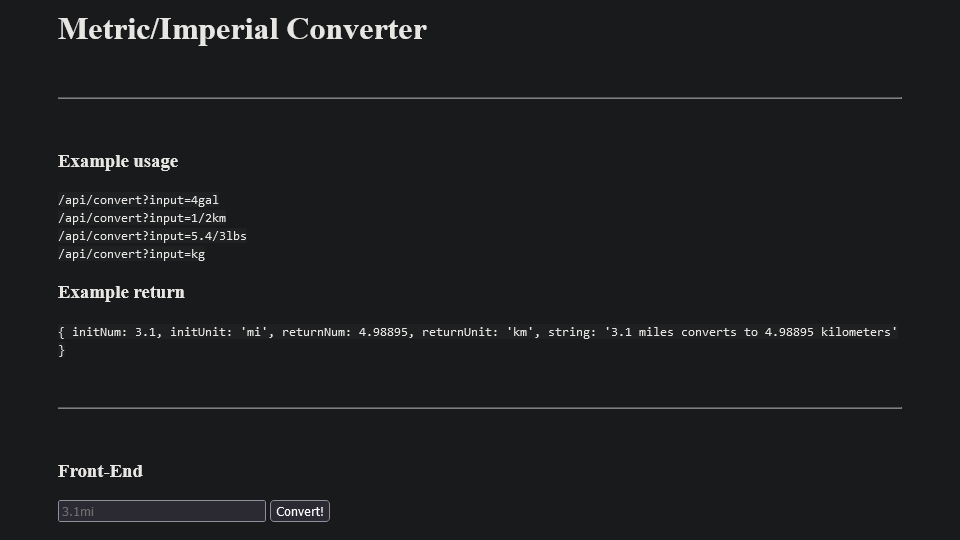 Metric/Imperial Converter
Example usage
/api/convert?input=4gal
/api/convert?input=1/2km
/api/convert?input=5.4/3lbs
/api/convert?input=kg
Example return
{ initNum: 3.1, initUnit: 'mi', returnNum: 4.98895, returnUnit: 'km', string: '3.1 miles converts to 4.98895 kilometers'
}
Front-End
3.1mi Convert!